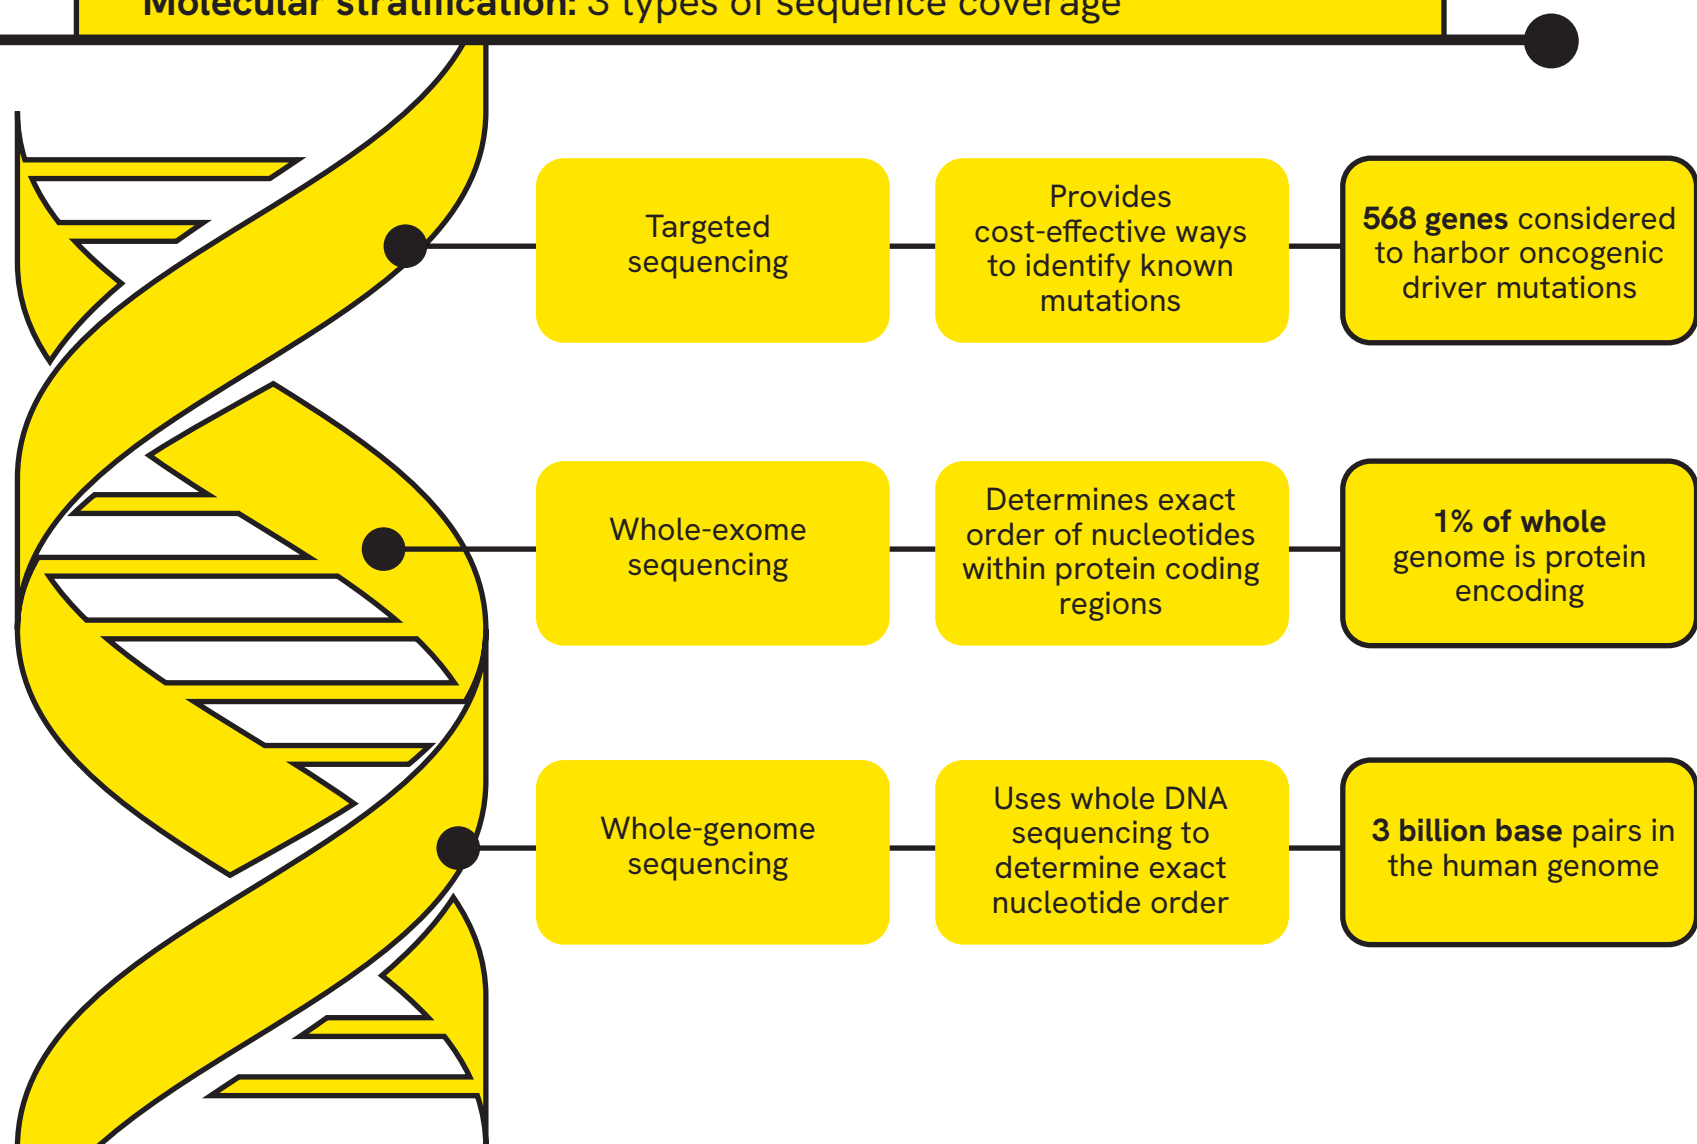 Molecular stratification: 3 types of sequence coverage
Targeted
sequencing
Provides
cost-effective ways
to identify known
mutations
568 genes considered
to harbor oncogenic
driver mutations
Whole-exome
sequencing
Determines exact
order of nucleotides
within protein coding
regions
1% of whole
genome is protein
encoding
Whole-genome
sequencing
Uses whole DNA
sequencing to
determine exact
nucleotide order
3 billion base pairs in
the human genome